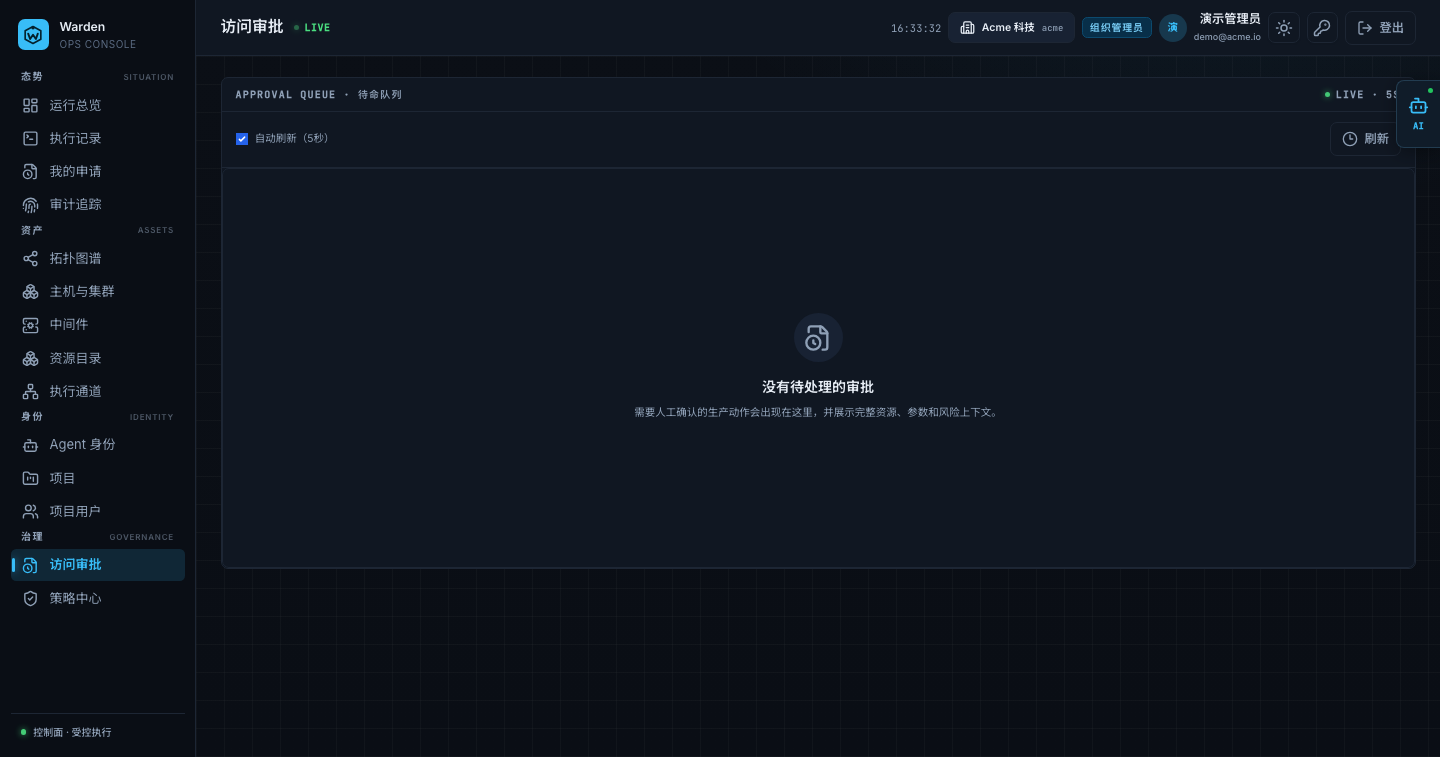 Warden
OPS CONSOLE
态势 SITUATION
运行总览
执行记录
我的申请
审计追踪
资产 ASSETS
拓扑图谱
主机与集群
中间件
资源目录
执行通道
身份 IDENTITY
Agent 身份
项目
项目用户
治理 GOVERNANCE
访问审批
策略中心
控制面 · 受控执行
访问审批 LIVE
16:33:32 Acme 科技 acme 组织管理员 演 演示管理员 登出
demo@acme.io
APPROVAL QUEUE · 待命队列 LIVE · 5
自动刷新（5秒） 刷新
AI
没有待处理的审批
需要人工确认的生产动作会出现在这里，并展示完整资源、参数和风险上下文。